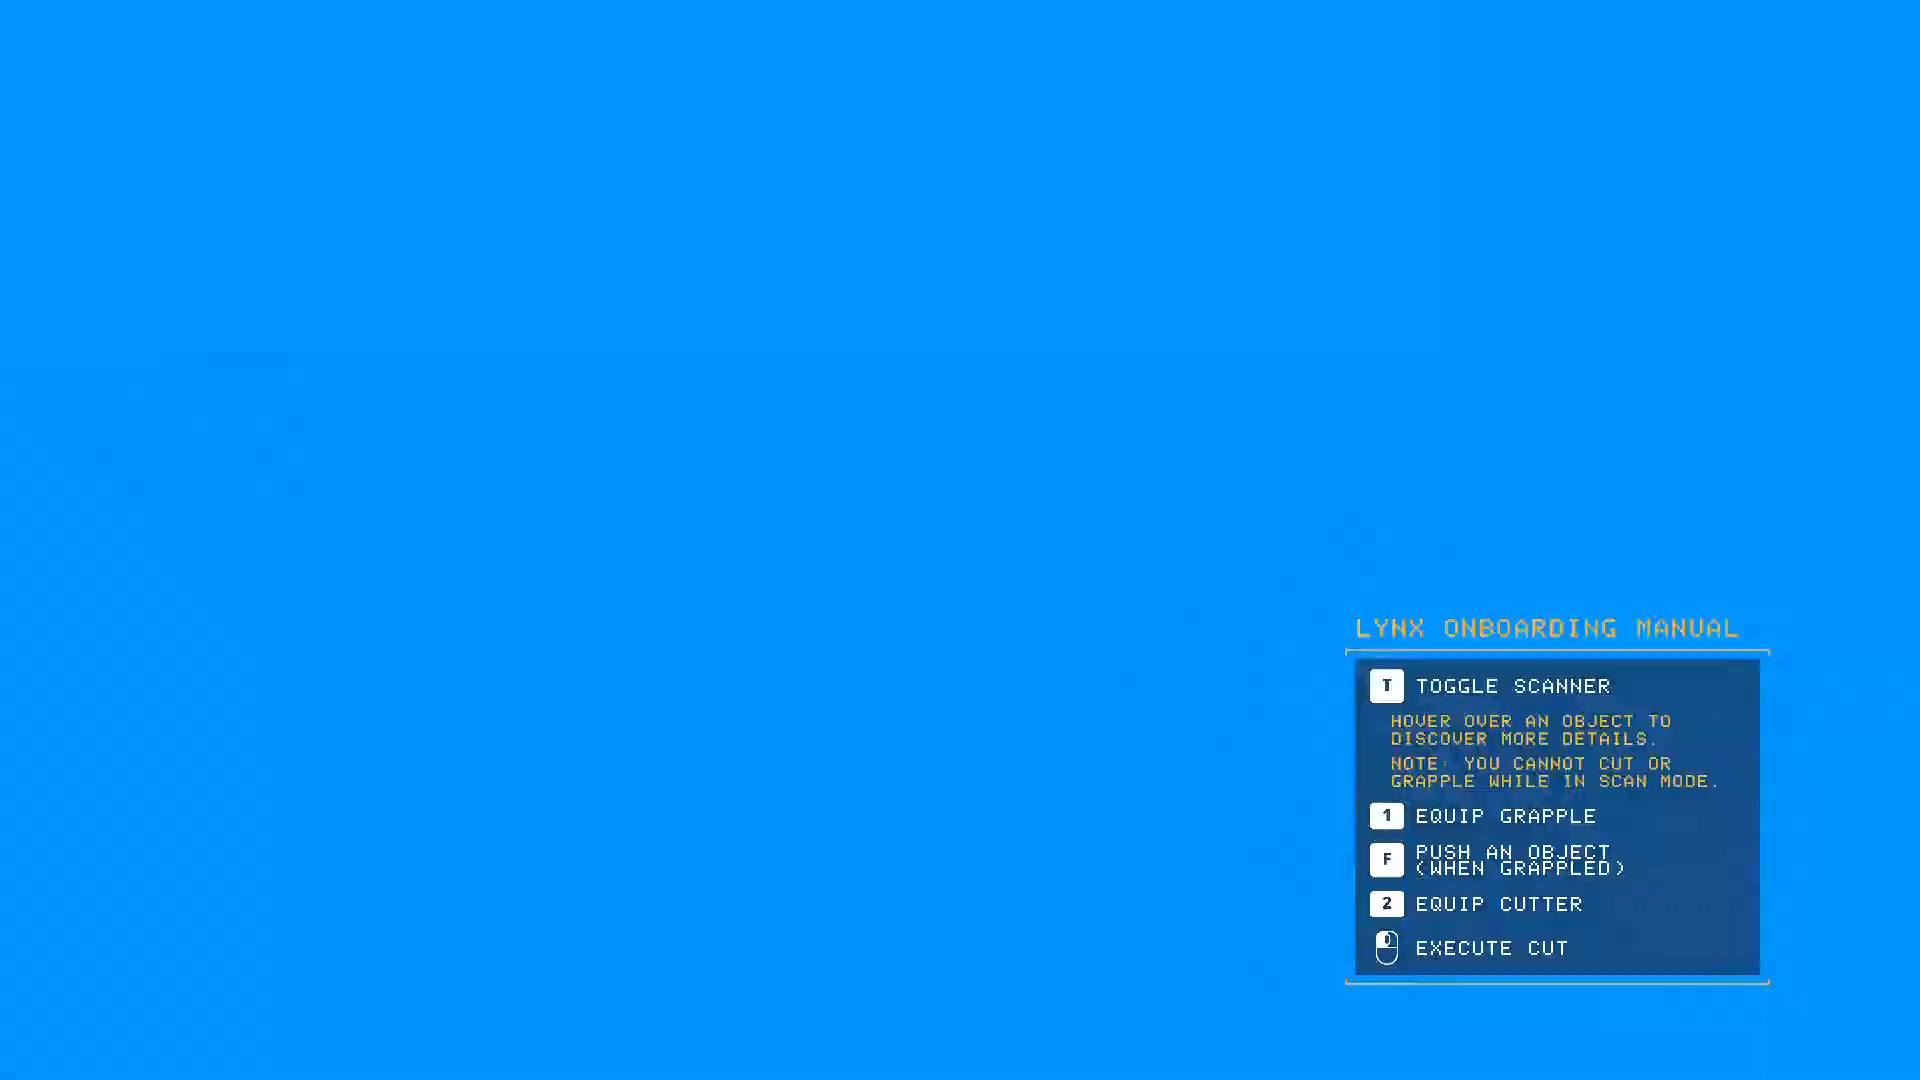 LYNX ONBOARDING MANUAL
T TOGGLE SCANNER
HOVER OVER AN OBJECT TO
DISCOVER MORE DETAILS.
NOTE: YOU CANNOT CUT OR
GRAPPLE WHILE IN SCAN MODE.
1 EQUIP GRAPPLE
F PUSH AN OBJECT
(WHEN GRAPPLED)
2 EQUIP CUTTER
EXECUTE CUT